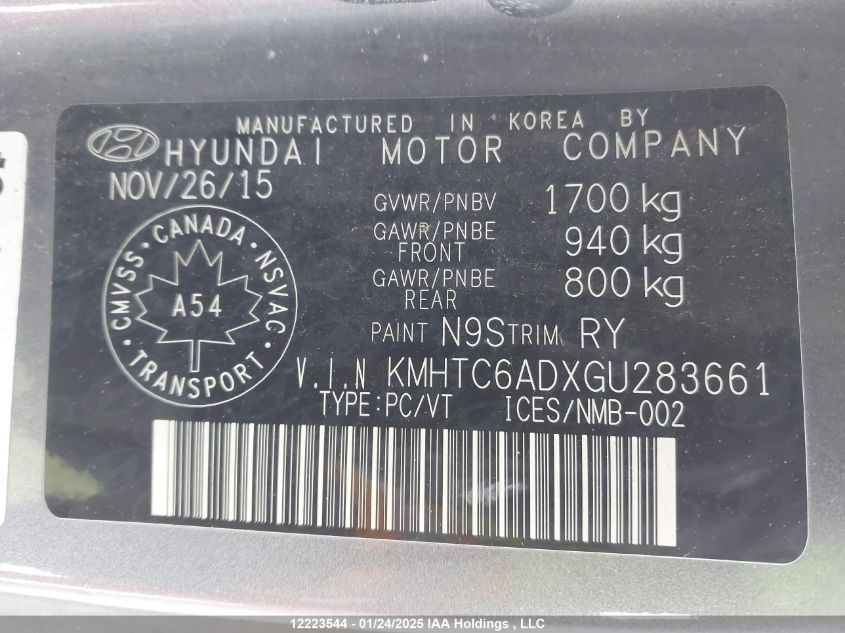 MANUFACTURED IN KOREA BY
HYUNDAI MOTOR COMPANY
NOV/26/15
GVWR/PNBV 1700 kg
GAWR/PNBE FRONT 940 kg
GAWR/PNBE REAR 800 kg
CMVSS · CANADA · NSVAC
A54
TRANSPORT
PAINT N9S TRIM RY
V.I.N KMHTC6ADXGU283661
TYPE:PC/VT ICES/NMB-002
12223544 - 01/24/2025 IAA Holdings, LLC